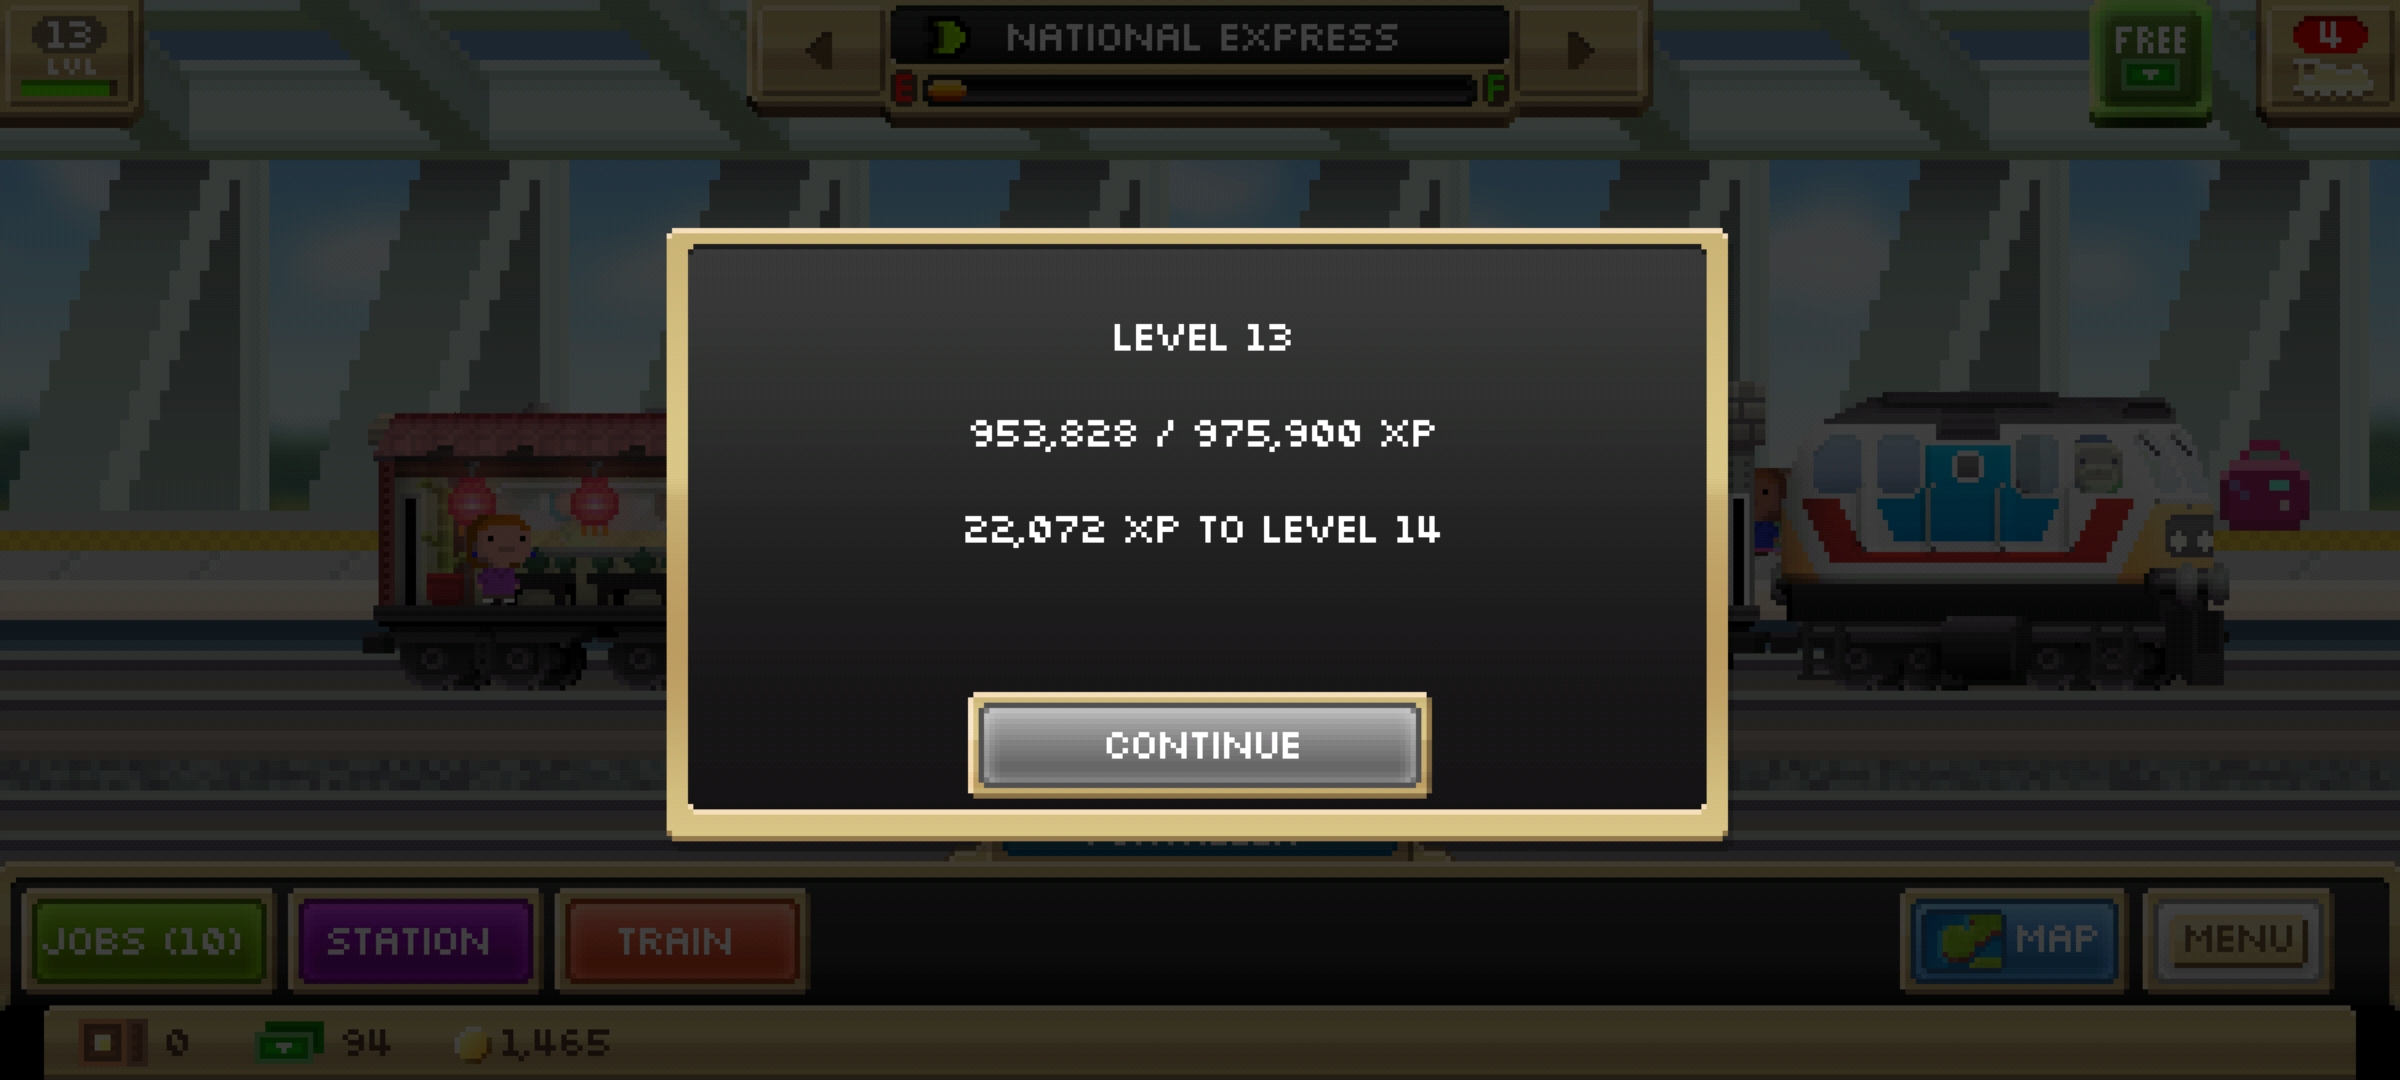 13
LVL
NATIONAL EXPRESS
E F
FREE
4
LEVEL 13
953,828 / 975,900 XP
22,072 XP TO LEVEL 14
CONTINUE
JOBS (10)
STATION
TRAIN
MAP
MENU
0
94
1,465